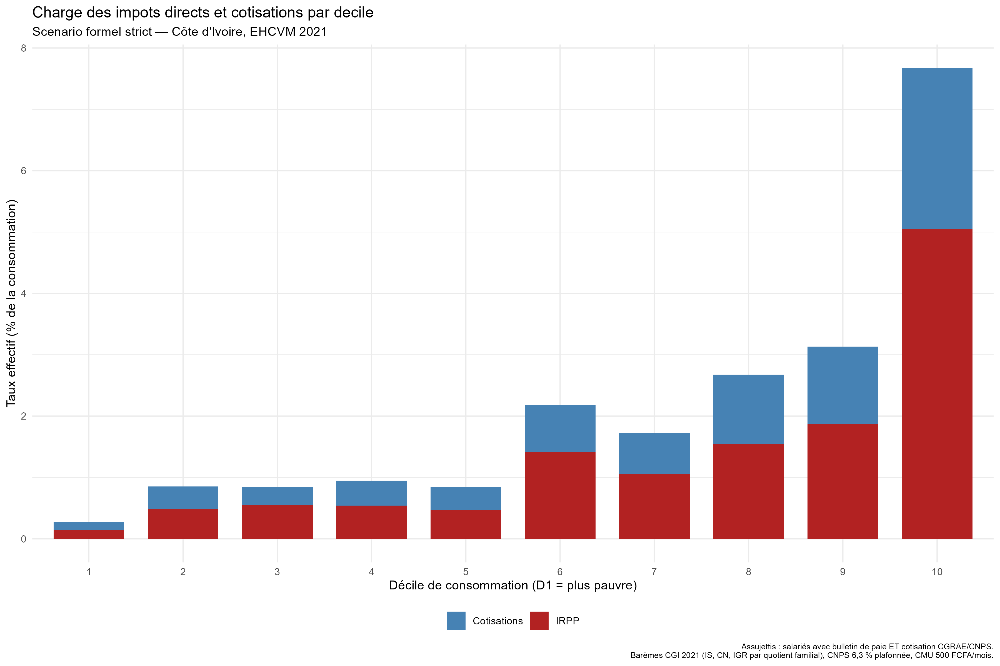 Charge des impots directs et cotisations par decile
Scenario formel strict — Côte d'Ivoire, EHCVM 2021
Taux effectif (% de la consommation)
8
6
4
2
0
1 2 3 4 5 6 7 8 9 10
Décile de consommation (D1 = plus pauvre)
Cotisations IRPP
Assujettis : salariés avec bulletin de paie ET cotisation CGRAE/CNPS.
Barèmes CGI 2021 (IS, CN, IGR par quotient familial), CNPS 6,3 % plafonnée, CMU 500 FCFA/mois.